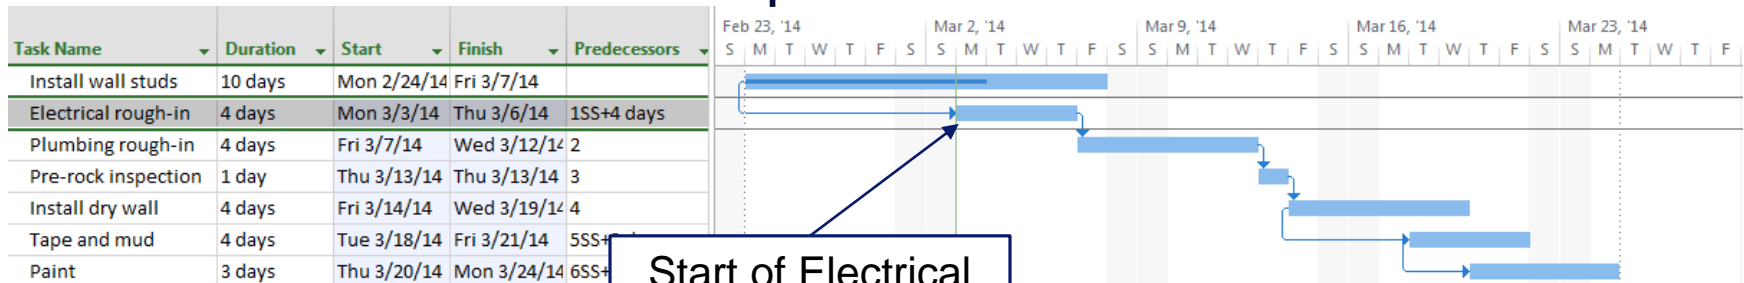 Feb 23, '14 Mar 2, '14 Mar 9, '14 Mar 16, '14 Mar 23, '14
Task Name Duration Start Finish Predecessors S M T W T F S S M T W T F S S M T W T F S S M T W T F S S M T W T F
Install wall studs 10 days Mon 2/24/14 Fri 3/7/14
Electrical rough-in 4 days Mon 3/3/14 Thu 3/6/14 1SS+4 days
Plumbing rough-in 4 days Fri 3/7/14 Wed 3/12/14 2
Pre-rock inspection 1 day Thu 3/13/14 Thu 3/13/14 3
Install dry wall 4 days Fri 3/14/14 Wed 3/19/14 4
Tape and mud 4 days Tue 3/18/14 Fri 3/21/14 5SS+
Paint 3 days Thu 3/20/14 Mon 3/24/14 6SS+
Start of Electrical